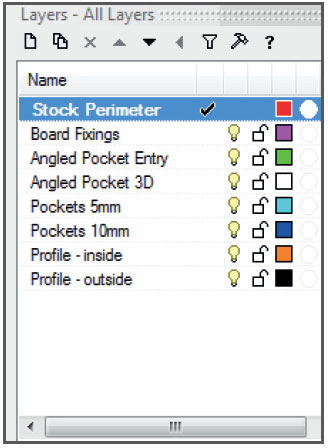 Layers - All Layers
?
Name
Stock Perimeter
Board Fixings
Angled Pocket Entry
Angled Pocket 3D
Pockets 5mm
Pockets 10mm
Profile - inside
Profile - outside